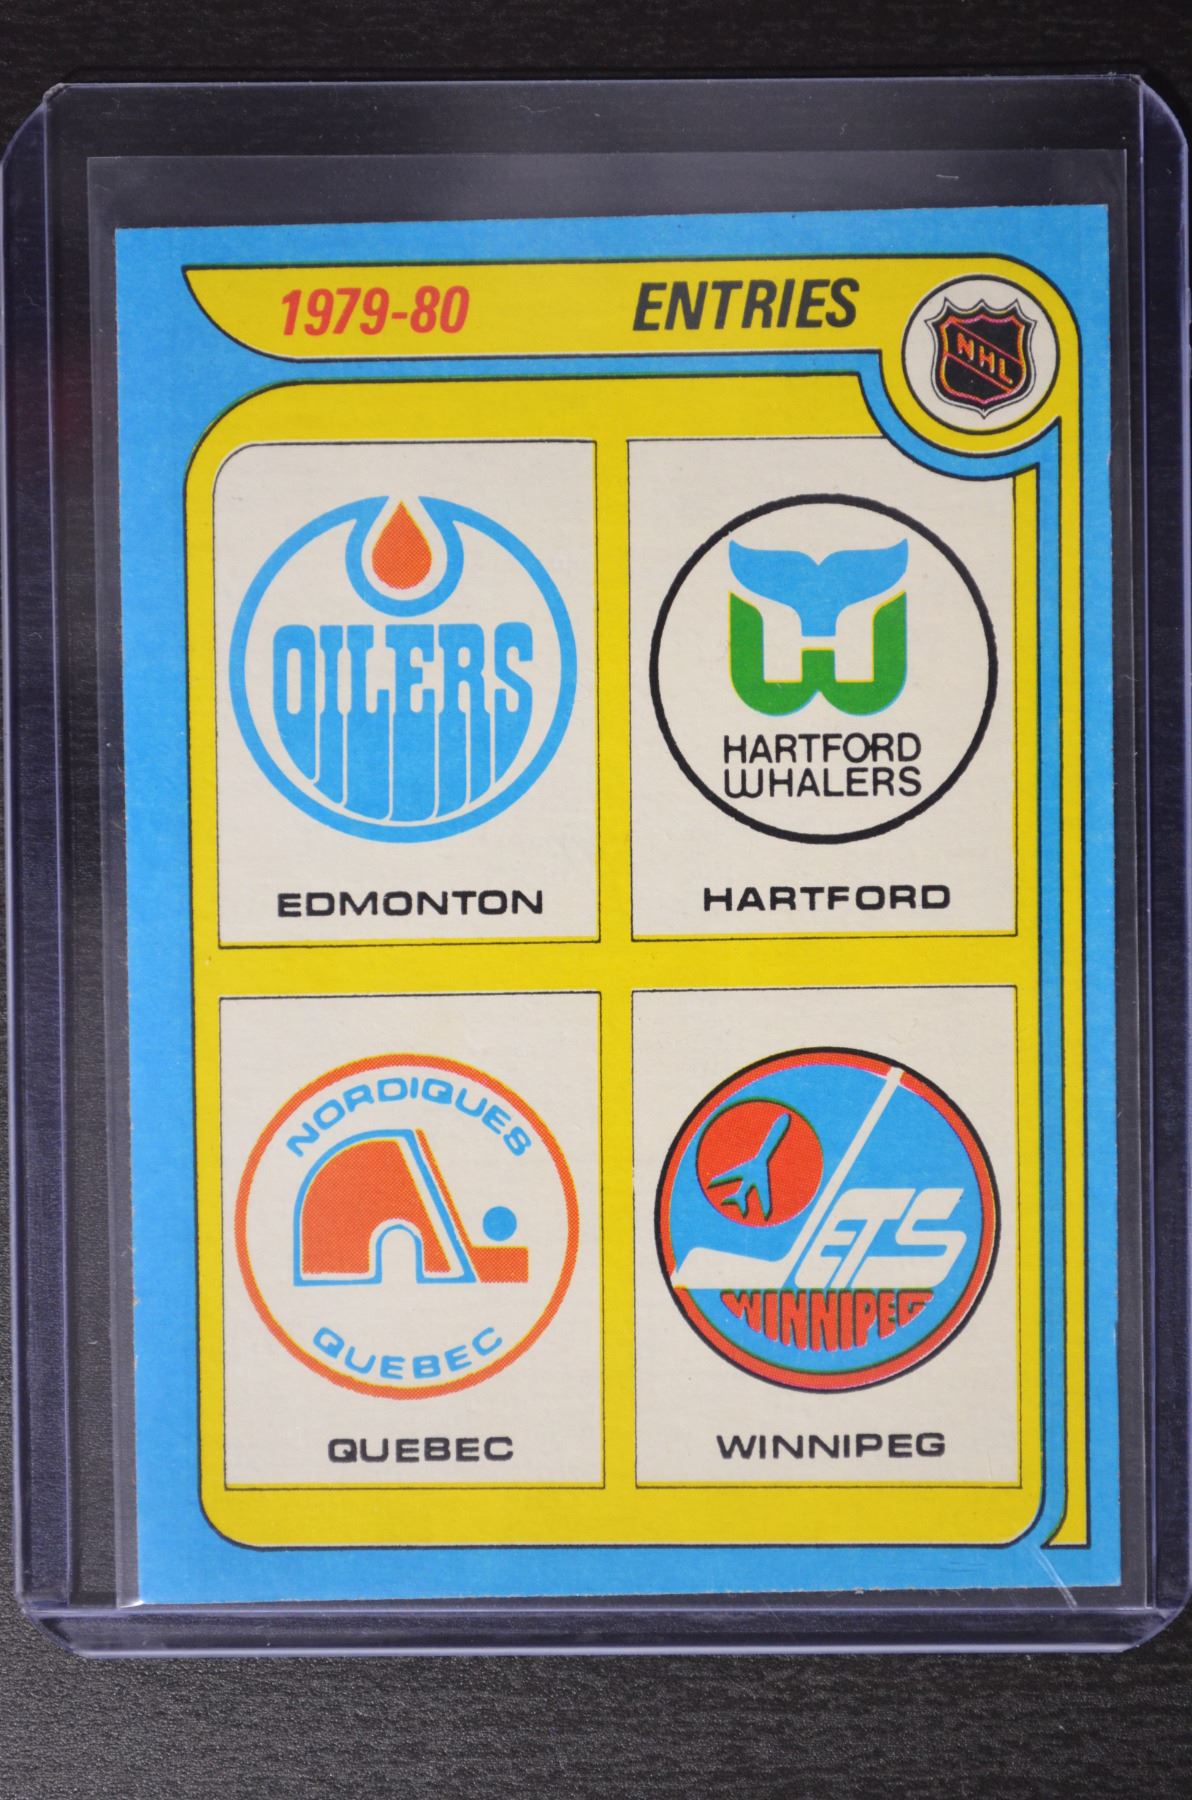 1979-80 ENTRIES
NHL
OILERS
EDMONTON
HARTFORD
WHALERS
HARTFORD
NORDIQUES
QUEBEC
QUEBEC
JETS
WINNIPEG
WINNIPEG